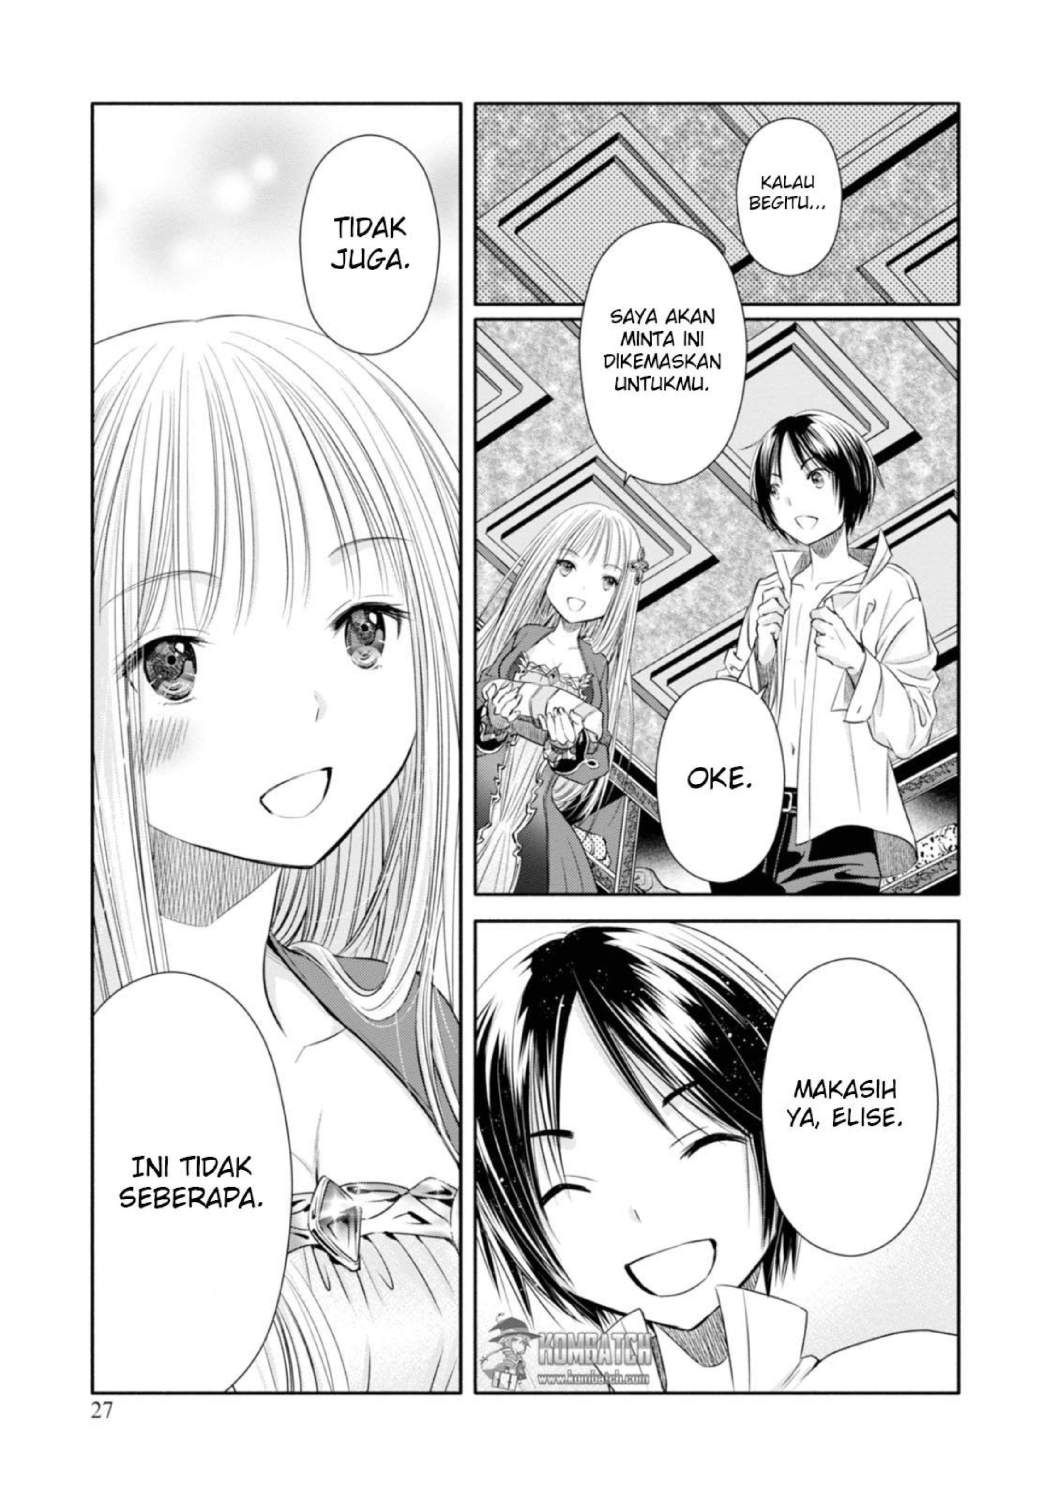 KALAU
BEGITU...
SAYA AKAN
MINTA INI
DIKEMASKAN
UNTUKMU.
OKE.
MAKASIH
YA, ELISE.
TIDAK
JUGA.
INI TIDAK
SEBERAPA.
KOMBATCH
www.kombatch.com
27